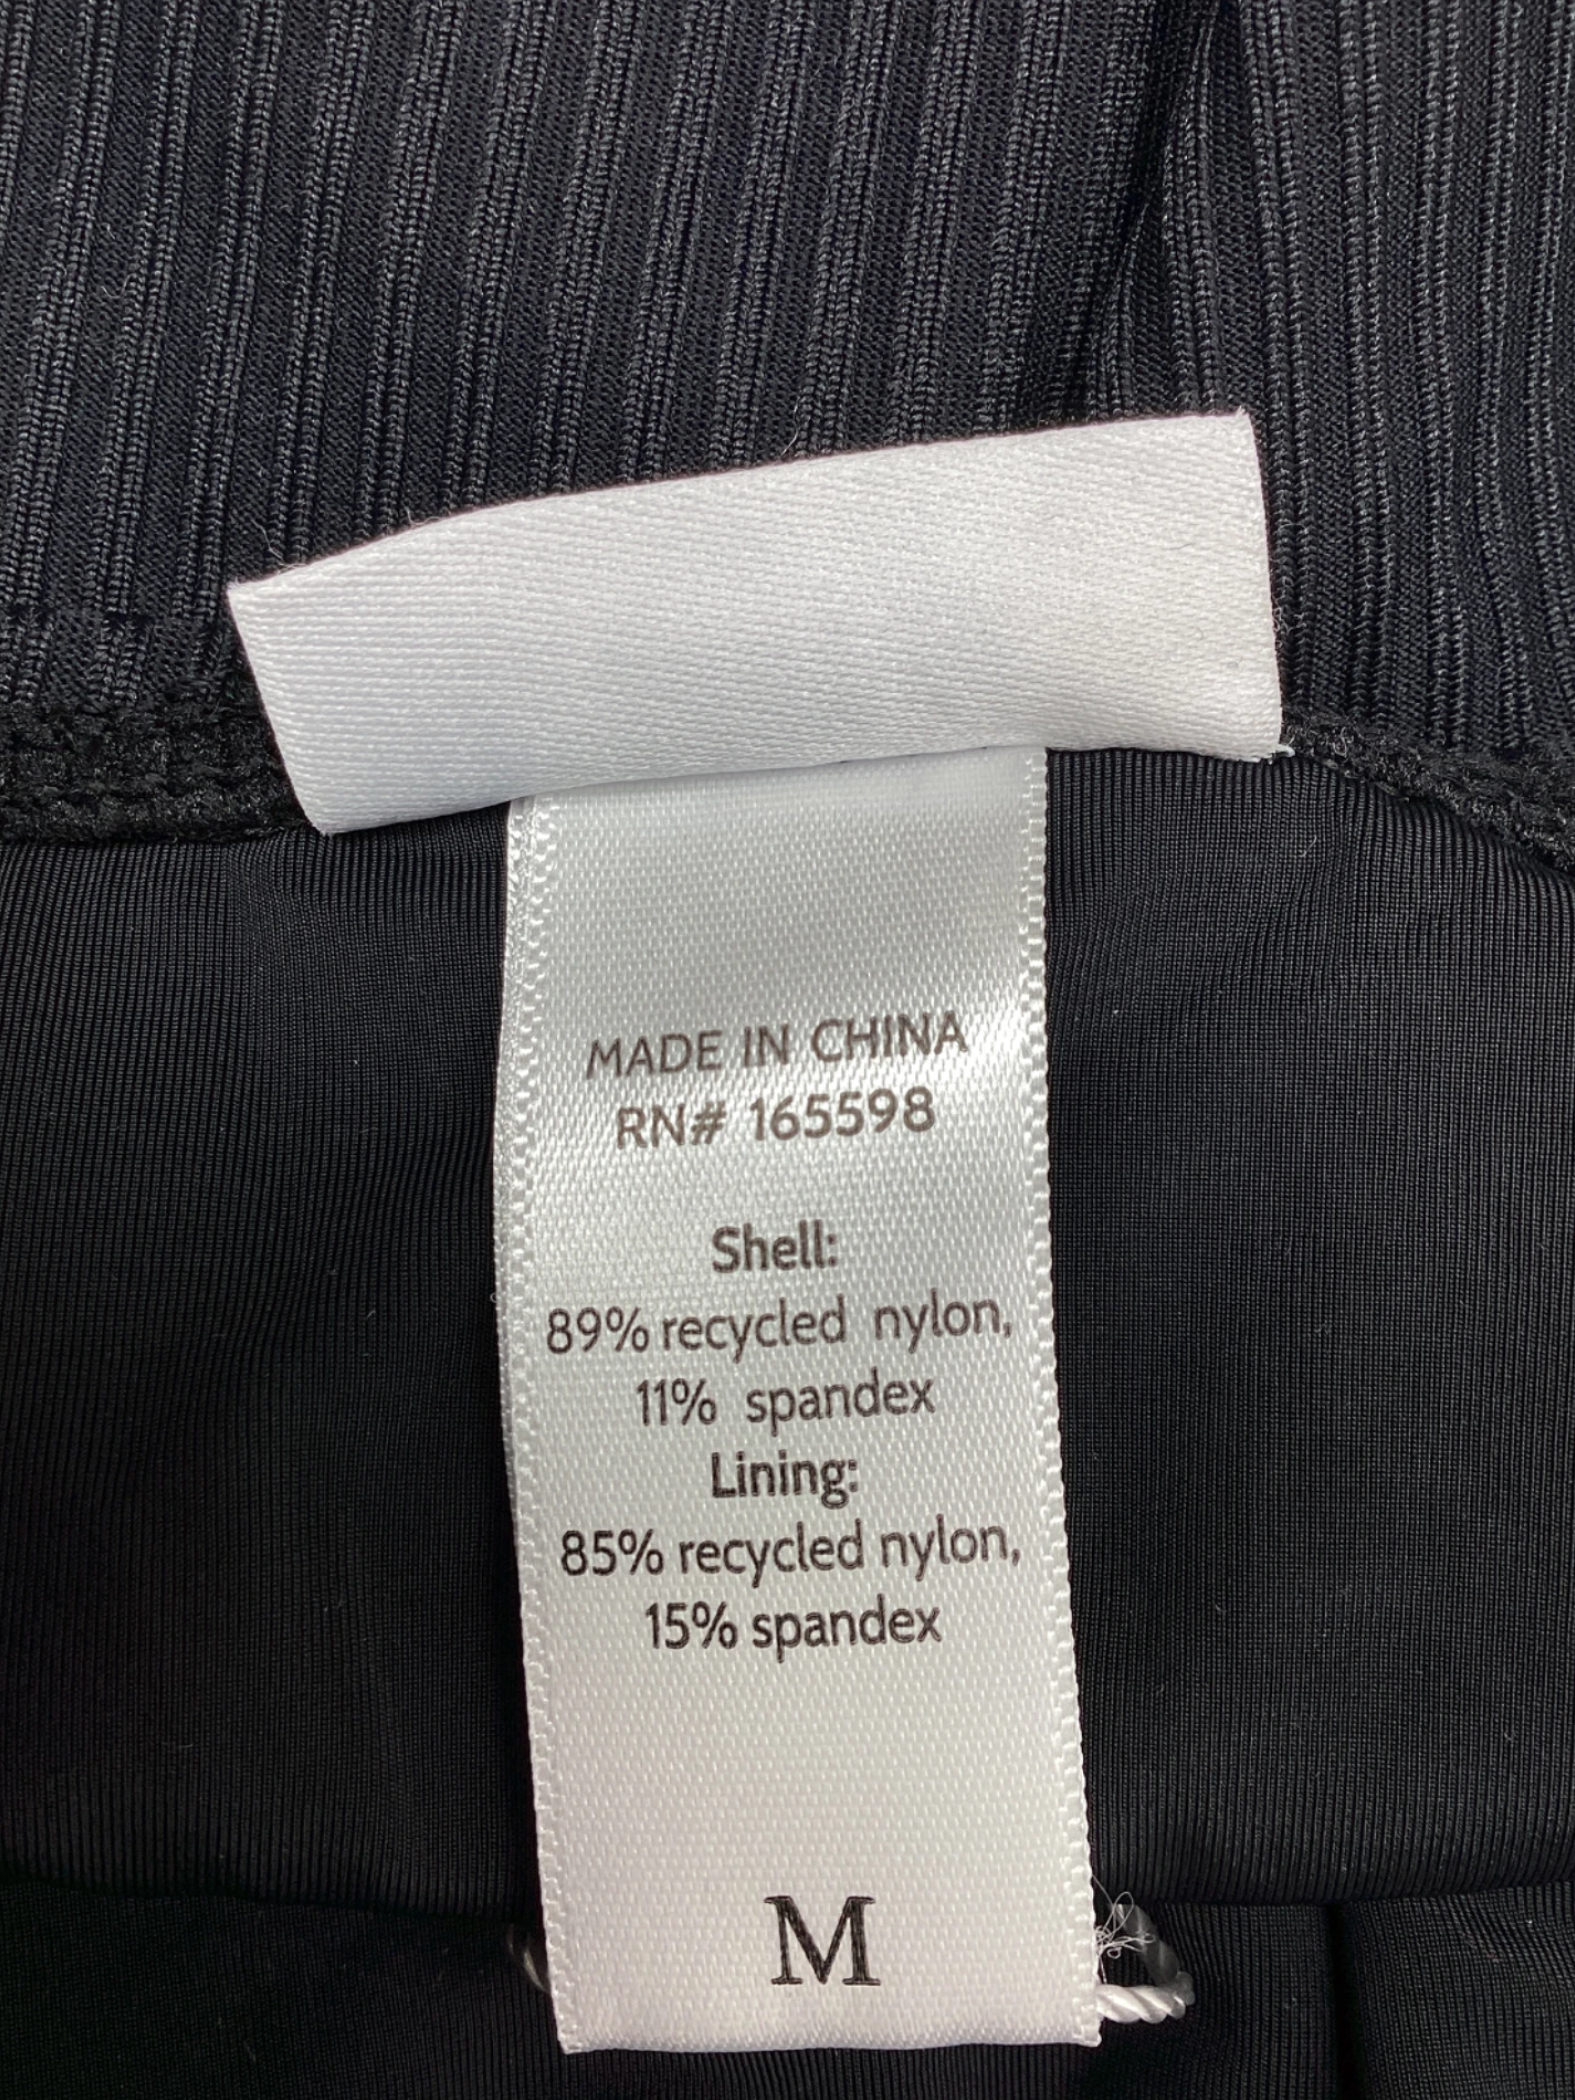 MADE IN CHINA
RN# 165598
Shell:
89% recycled nylon,
11% spandex
Lining:
85% recycled nylon,
15% spandex
M